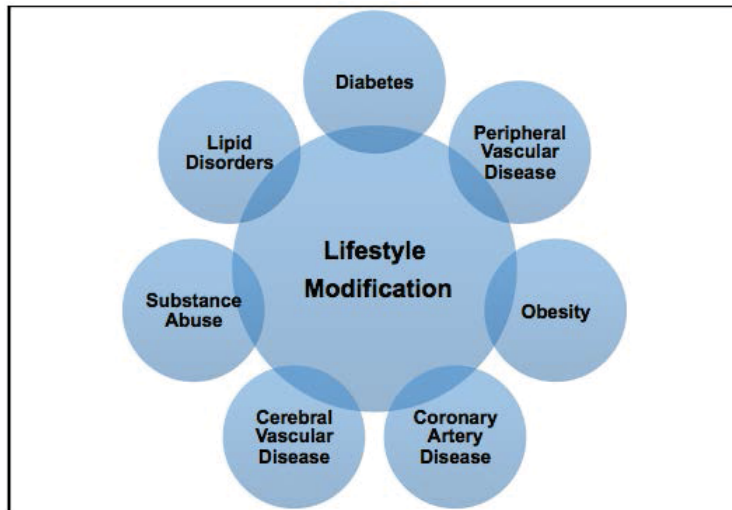 Diabetes
Peripheral
Vascular
Disease
Obesity
Coronary
Artery
Disease
Cerebral
Vascular
Disease
Substance
Abuse
Lipid
Disorders
Lifestyle
Modification